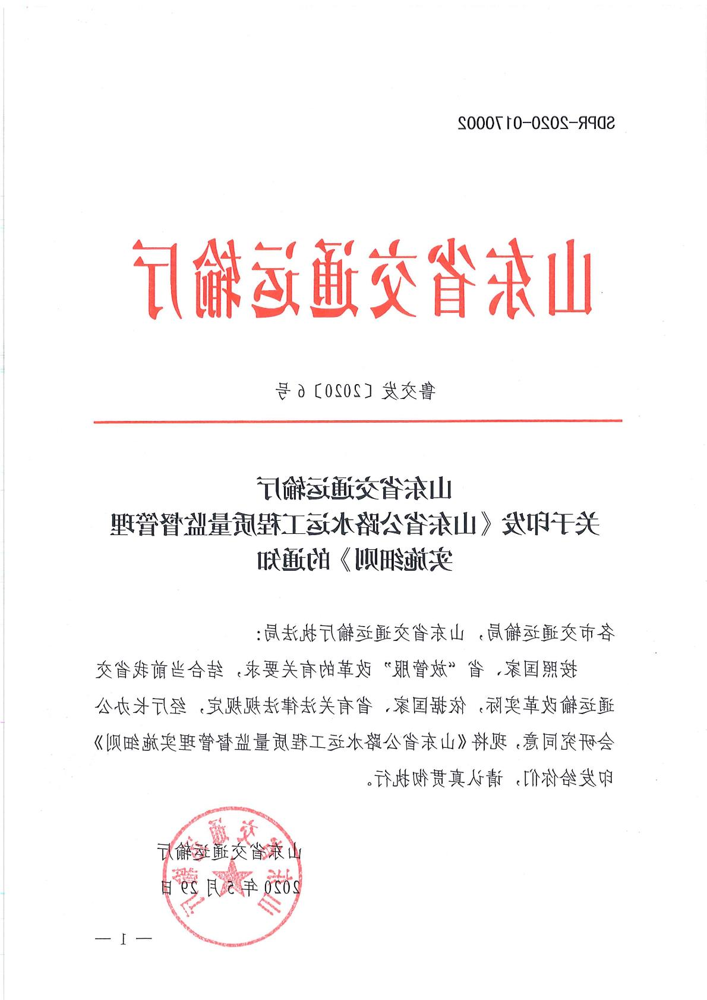 SDPR-2020-0170002
山东省交通运输厅
鲁交发〔2020〕6号
山东省交通运输厅
关于印发《山东省公路水运工程质量监督管理
实施细则》的通知
各市交通运输局，山东省交通运输厅执法局：
按照国家、省“放管服”改革的有关要求，结合当前我省交
通运输改革实际，依据国家、省有关法律法规规定，经厅长办公
会研究同意，现将《山东省公路水运工程质量监督管理实施细则》
印发给你们，请认真贯彻执行。
山东省交通运输厅
山东省交通运输厅
2020年5月29日
— 1 —